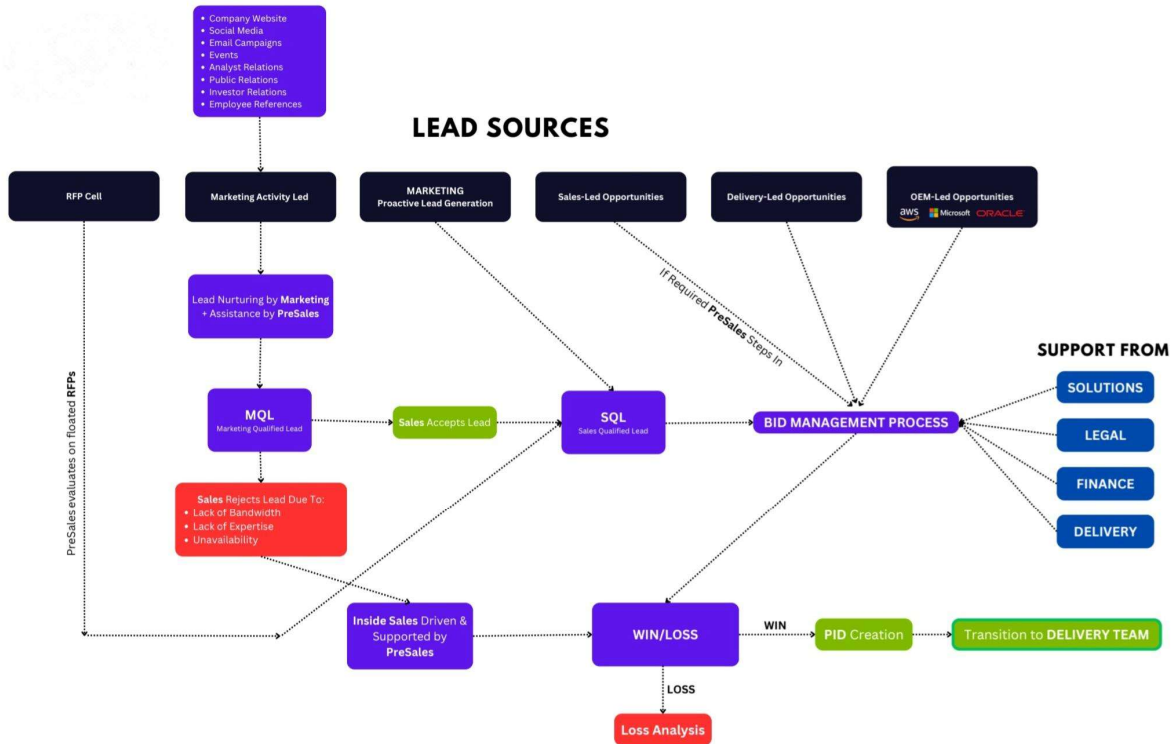 Company Website
Social Media
Email Campaigns
Events
Analyst Relations
Public Relations
Investor Relations
Employee References
LEAD SOURCES
RFP Cell
Marketing Activity Led
MARKETING
Proactive Lead Generation
Sales-Led Opportunities
Delivery-Led Opportunities
OEM-Led Opportunities
aws Microsoft ORACLE
Lead Nurturing by Marketing
+ Assistance by PreSales
If Required PreSales Steps In
SUPPORT FROM
SOLUTIONS
LEGAL
FINANCE
DELIVERY
PreSales evaluates on floated RFPs
MQL
Marketing Qualified Lead
Sales Accepts Lead
SQL
Sales Qualified Lead
BID MANAGEMENT PROCESS
Sales Rejects Lead Due To:
Lack of Bandwidth
Lack of Expertise
Unavailability
Inside Sales Driven &
Supported by
PreSales
WIN/LOSS
WIN
PID Creation
Transition to DELIVERY TEAM
LOSS
Loss Analysis